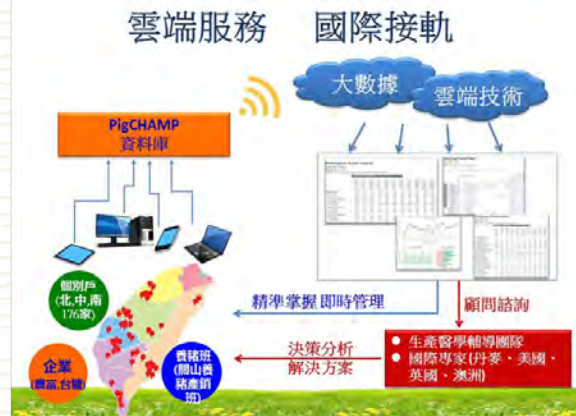 雲端服務 國際接軌
大數據
雲端技術
PigCHAMP
資料庫
個別戶
(北,中,南
176家)
精準掌握 即時管理
顧問諮詢
企業
(豐富,台糖)
養豬班
(關山養
豬產銷
班)
決策分析
解決方案
• 生產醫學輔導團隊
• 國際專家(丹麥、美國、
英國、澳洲)